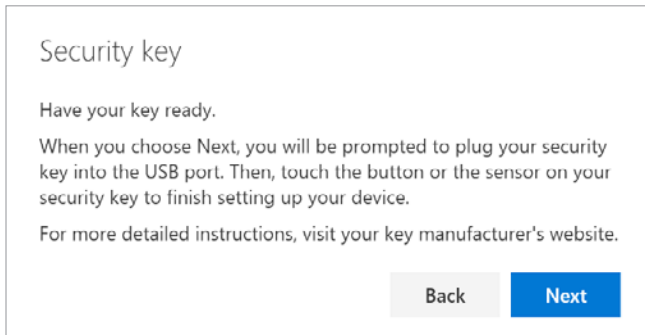 Security key
Have your key ready.
When you choose Next, you will be prompted to plug your security
key into the USB port. Then, touch the button or the sensor on your
security key to finish setting up your device.
For more detailed instructions, visit your key manufacturer's website.
Back
Next